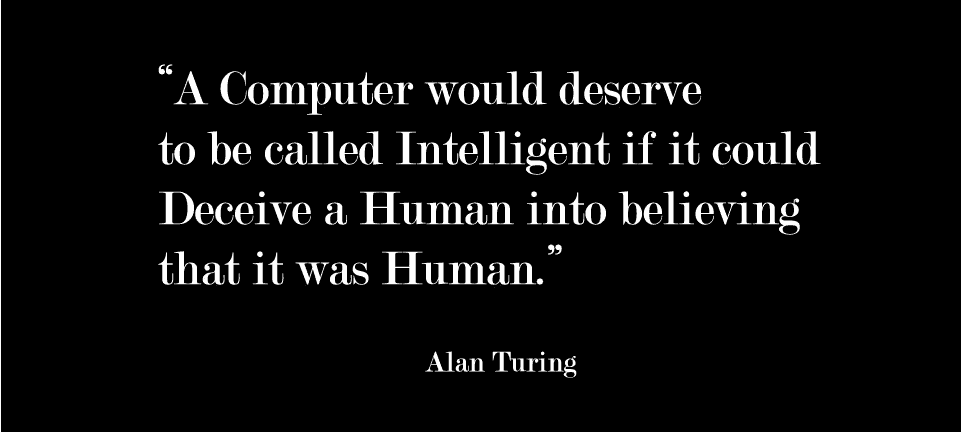 “A Computer would deserve
to be called Intelligent if it could
Deceive a Human into believing
that it was Human.”
Alan Turing